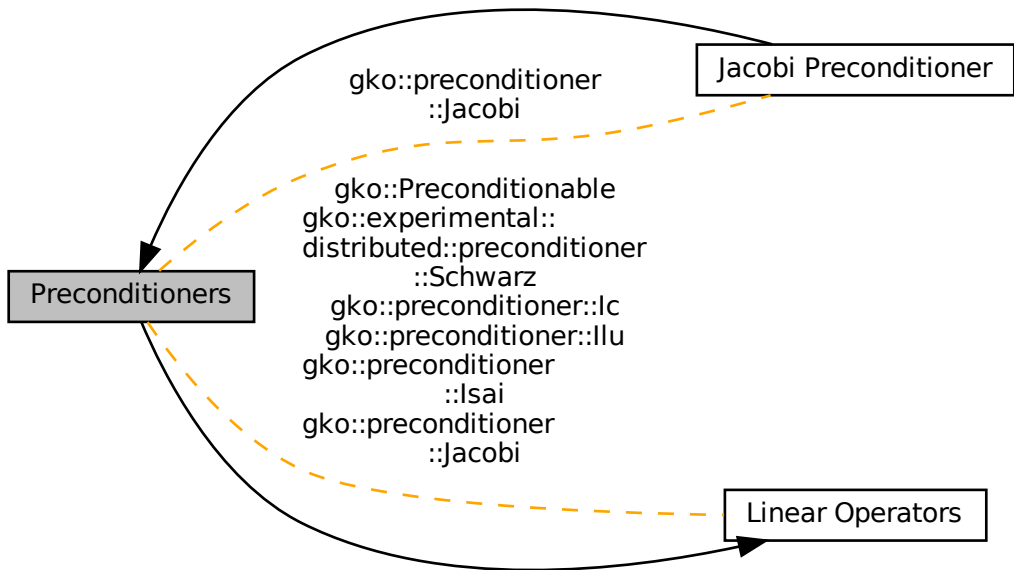 Jacobi Preconditioner
gko::preconditioner
::Jacobi
gko::Preconditionable
gko::experimental::
distributed::preconditioner
::Schwarz
gko::preconditioner::Ic
gko::preconditioner::Ilu
gko::preconditioner
::Isai
gko::preconditioner
::Jacobi
Preconditioners
Linear Operators